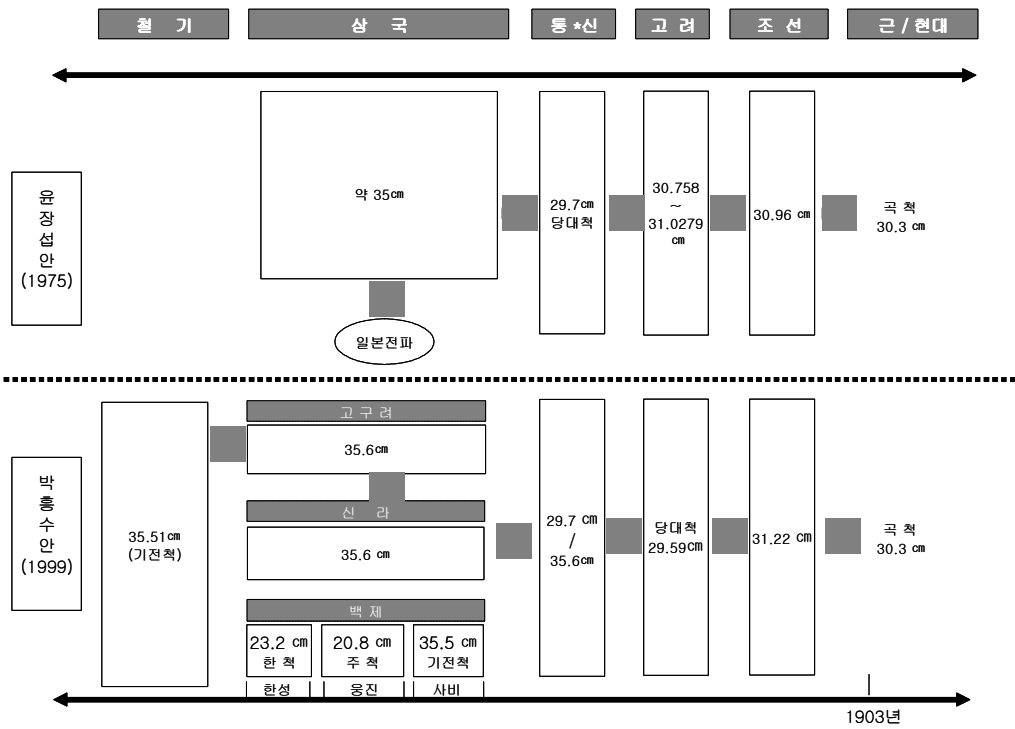 철 기
삼 국
통*신
고 려
조 선
근 / 현대
윤
장
섭
안
(1975)
약 35㎝
일본전파
29.7㎝
당대척
30.758
~
31.0279
㎝
30.96 ㎝
곡 척
30.3 ㎝
박
흥
수
안
(1999)
35.51㎝
(기전척)
고 구 려
35.6㎝
신 라
35.6 ㎝
백 제
23.2 ㎝
한 척
20.8 ㎝
주 척
35.5 ㎝
기전척
한성
웅진
사비
29.7 ㎝
/
35.6㎝
당대척
29.59㎝
31.22 ㎝
곡 척
30.3 ㎝
1903년